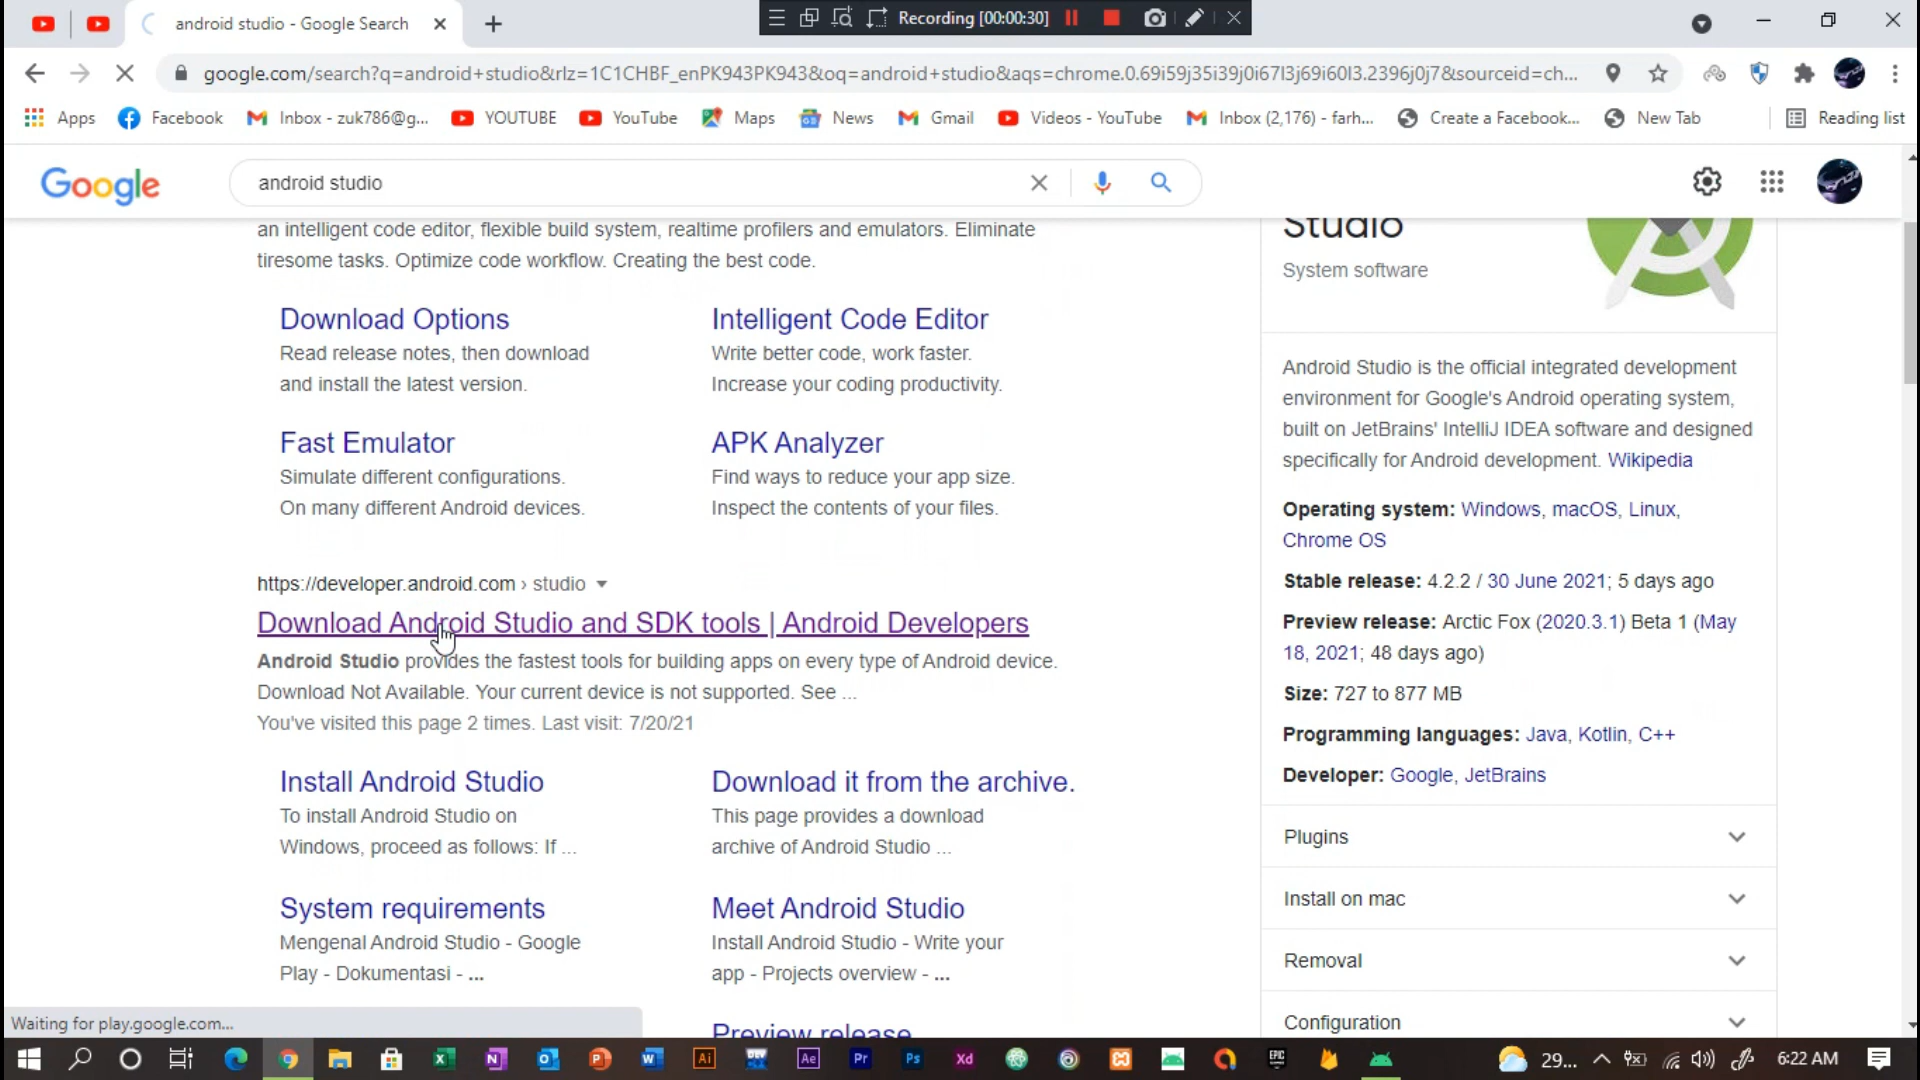 android studio - Google Search
Recording [00:00:30]
google.com/search?q=android+studio&rlz=1C1CHBF_enPK943PK943&oq=android+studio&aqs=chrome.0.69i59j35i39j0i67l3j69i60l3.2396j0j7&sourceid=ch...
Apps
Facebook
Inbox - zuk786@g...
YOUTUBE
YouTube
Maps
News
Gmail
Videos - YouTube
Inbox (2,176) - farh...
Create a Facebook...
New Tab
Reading list
Google
android studio
an intelligent code editor, flexible build system, realtime profilers and emulators. Eliminate
tiresome tasks. Optimize code workflow. Creating the best code.
Download Options
Read release notes, then download
and install the latest version.
Intelligent Code Editor
Write better code, work faster.
Increase your coding productivity.
Fast Emulator
Simulate different configurations.
On many different Android devices.
APK Analyzer
Find ways to reduce your app size.
Inspect the contents of your files.
https://developer.android.com › studio
Download Android Studio and SDK tools | Android Developers
Android Studio provides the fastest tools for building apps on every type of Android device.
Download Not Available. Your current device is not supported. See ...
You've visited this page 2 times. Last visit: 7/20/21
Install Android Studio
To install Android Studio on
Windows, proceed as follows: If ...
Download it from the archive.
This page provides a download
archive of Android Studio ...
System requirements
Mengenal Android Studio - Google
Play - Dokumentasi - ...
Meet Android Studio
Install Android Studio - Write your
app - Projects overview - ...
Preview release
Studio
System software
Android Studio is the official integrated development
environment for Google's Android operating system,
built on JetBrains' IntelliJ IDEA software and designed
specifically for Android development. Wikipedia
Operating system: Windows, macOS, Linux,
Chrome OS
Stable release: 4.2.2 / 30 June 2021; 5 days ago
Preview release: Arctic Fox (2020.3.1) Beta 1 (May
18, 2021; 48 days ago)
Size: 727 to 877 MB
Programming languages: Java, Kotlin, C++
Developer: Google, JetBrains
Plugins
Install on mac
Removal
Configuration
Waiting for play.google.com...
Ai
Ae
Pr
Ps
Xd
EPIC
29...
6:22 AM